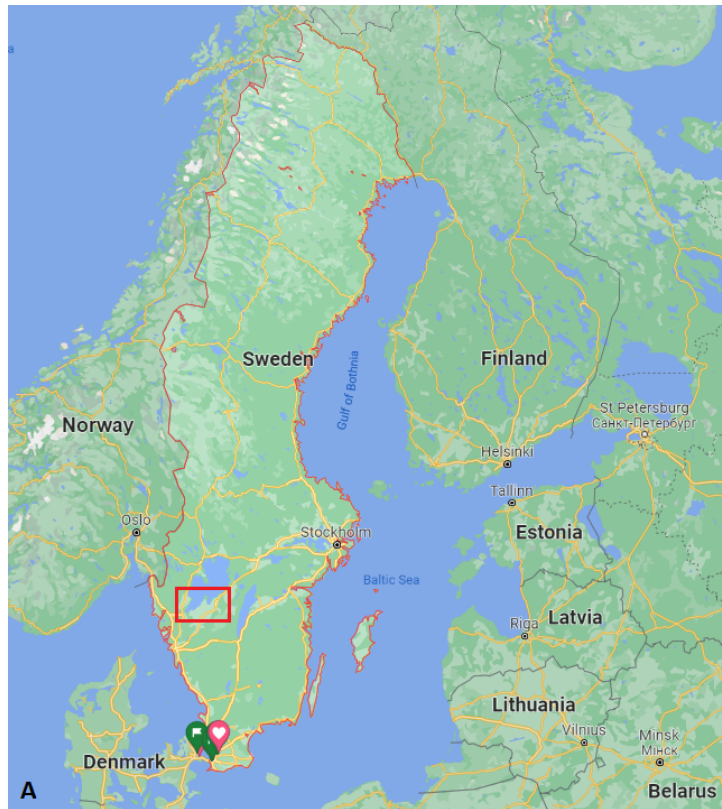 Sweden
Gulf of Bothnia
Finland
Norway
St Petersburg
Санкт-Петербург
Helsinki
Oslo
Tallinn
Stockholm
Estonia
Baltic Sea
Latvia
Riga
Lithuania
Vilnius
Minsk
Мінск
Denmark
A
Belarus